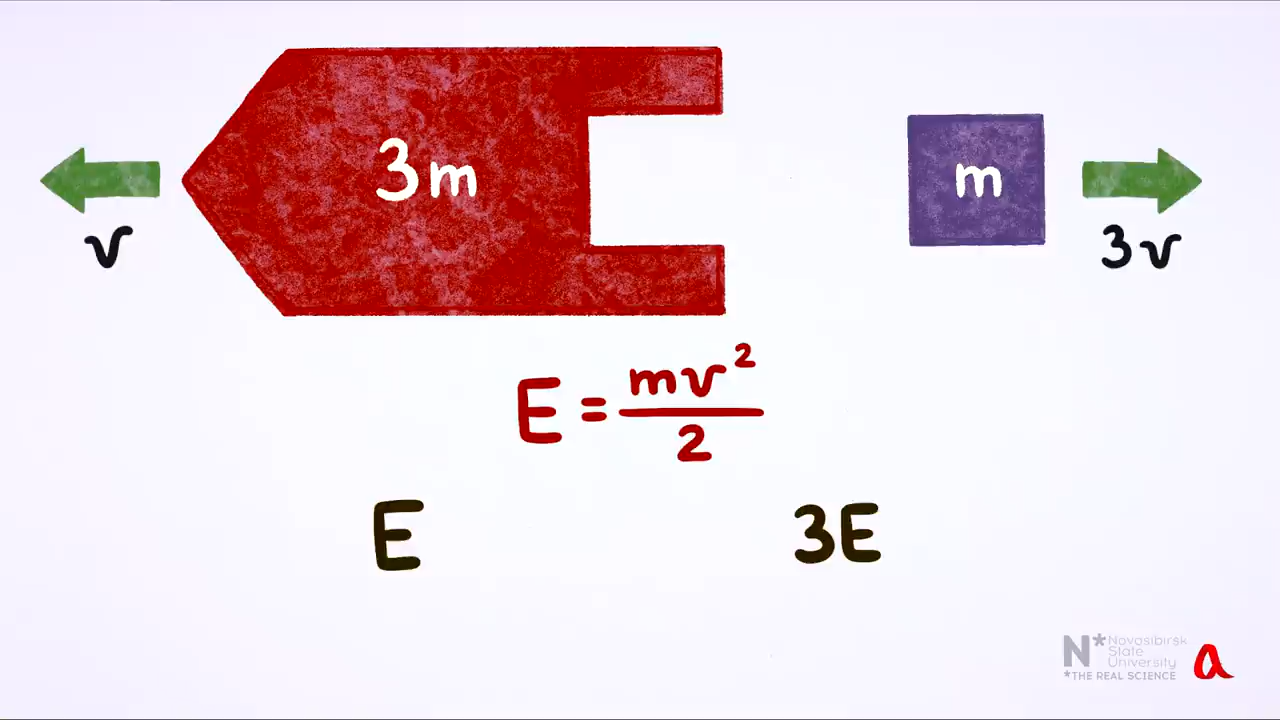 3m
m
v
3v
E = mv²/2
E
3E
N* Novosibirsk
State
University
*THE REAL SCIENCE
a